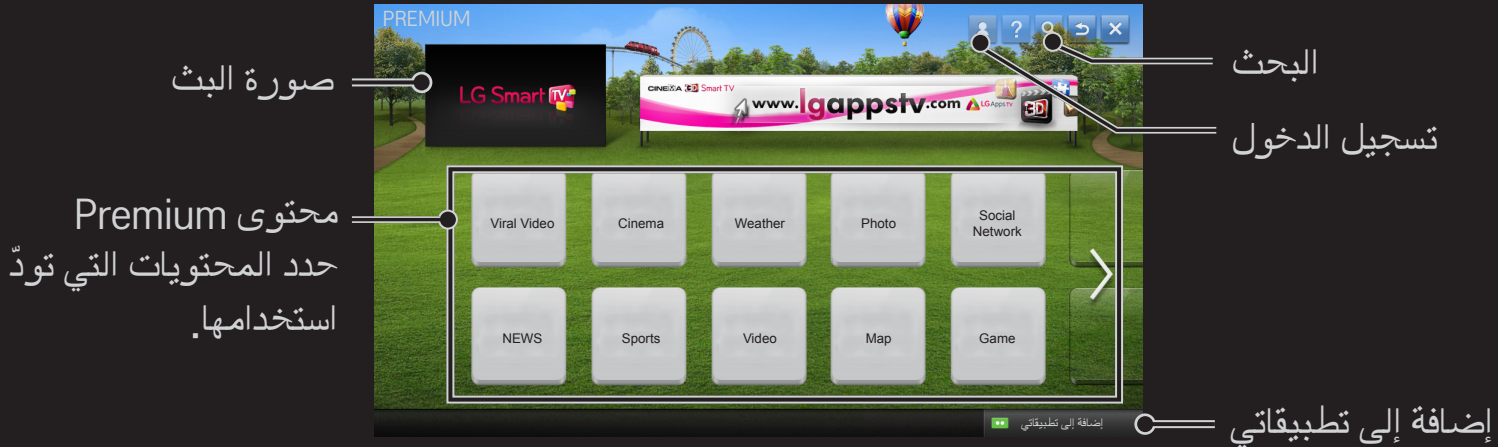 PREMIUM
?
صورة البث
LG Smart TV
CINEMA 3D Smart TV
www.lgappstv.com
LG Apps TV
3D
البحث
تسجيل الدخول
محتوى Premium
حدد المحتويات التي تودّ
استخدامها.
Viral Video
Cinema
Weather
Photo
Social
Network
NEWS
Sports
Video
Map
Game
إضافة إلى تطبيقاتي
إضافة إلى تطبيقاتي